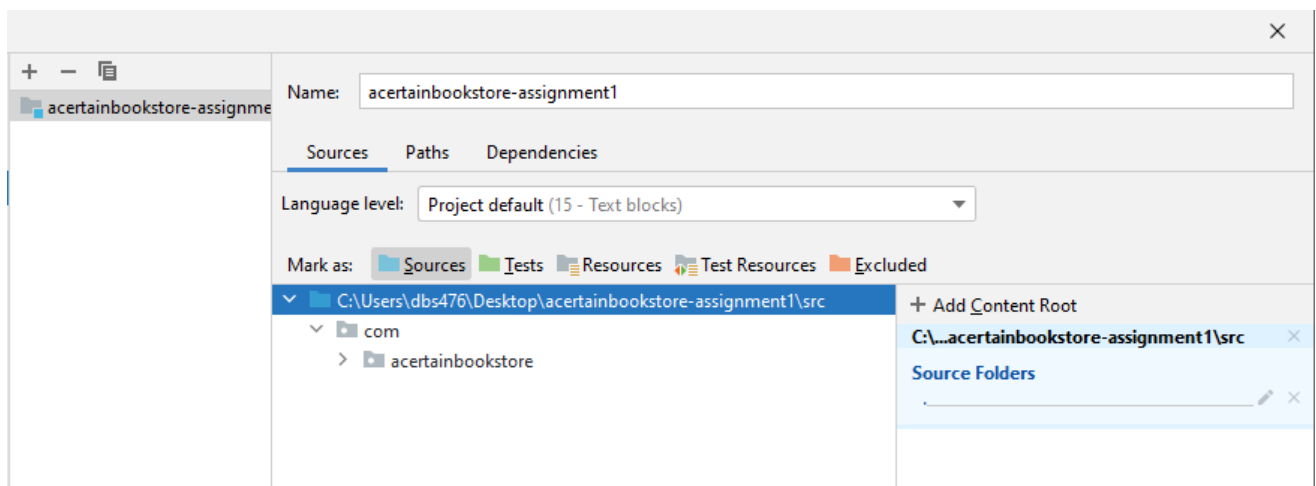 acertainbookstore-assignme
Name: acertainbookstore-assignment1
Sources Paths Dependencies
Language level: Project default (15 - Text blocks)
Mark as: Sources Tests Resources Test Resources Excluded
C:\Users\dbs476\Desktop\acertainbookstore-assignment1\src
com
acertainbookstore
+ Add Content Root
C:\...acertainbookstore-assignment1\src
Source Folders
.